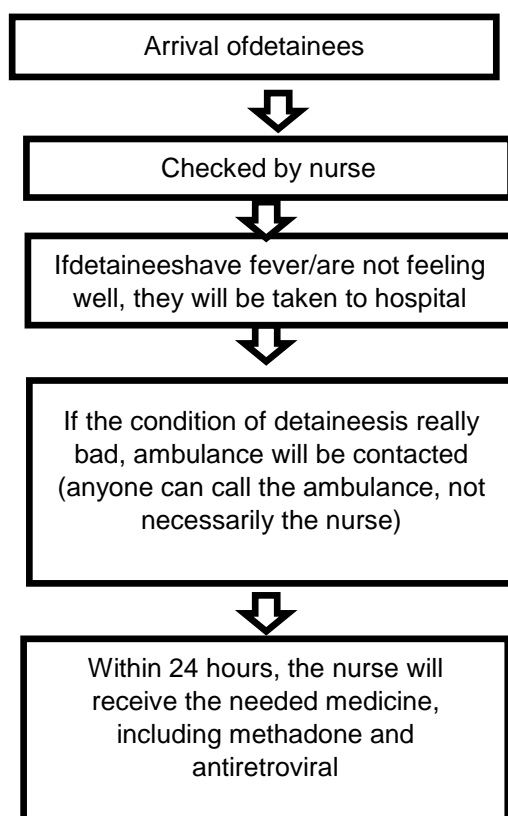 Arrival ofdetainees
Checked by nurse
Ifdetaineeshave fever/are not feeling
well, they will be taken to hospital
If the condition of detaineesis really
bad, ambulance will be contacted
(anyone can call the ambulance, not
necessarily the nurse)
Within 24 hours, the nurse will
receive the needed medicine,
including methadone and
antiretroviral